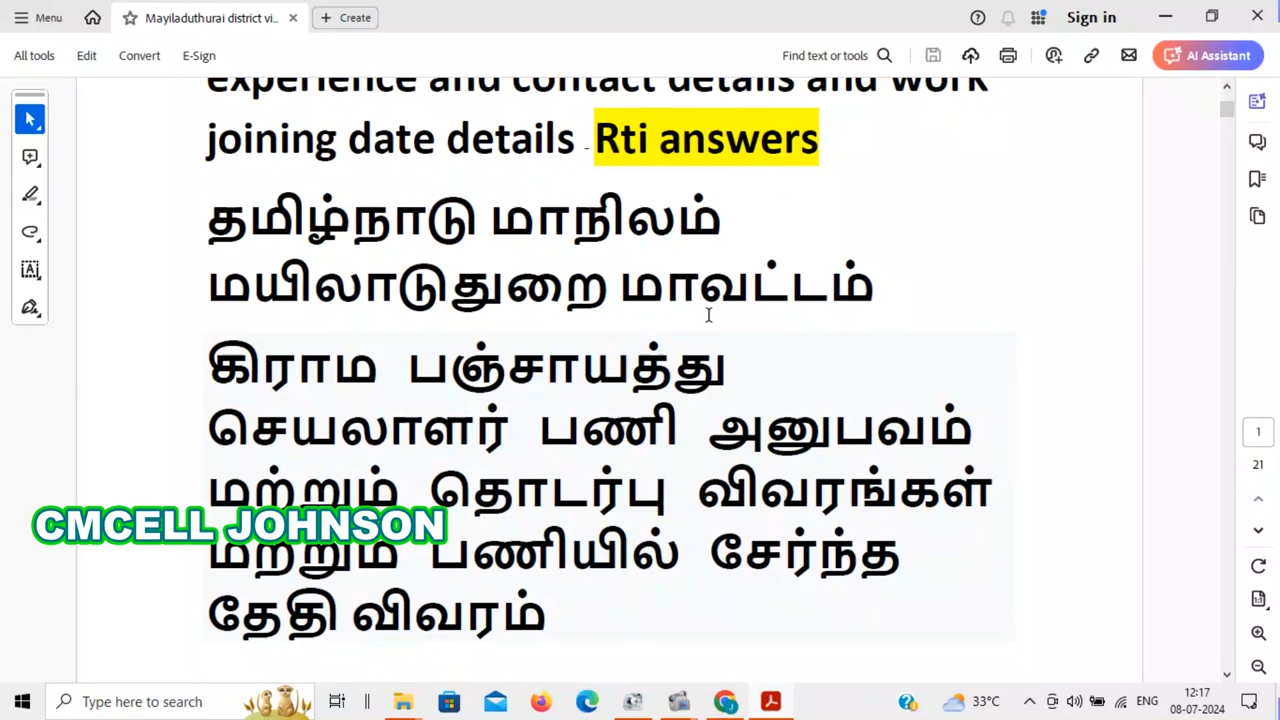 Menu
Mayiladuthurai district vi...
Create
Sign in
All tools
Edit
Convert
E-Sign
Find text or tools
AI Assistant
experience and contact details and work
joining date details - Rti answers
தமிழ்நாடு மாநிலம்
மயிலாடுதுறை மாவட்டம்
கிராம பஞ்சாயத்து
செயலாளர் பணி அனுபவம்
மற்றும் தொடர்பு விவரங்கள்
CMCELL JOHNSON
மற்றும் பணியில் சேர்ந்த
தேதி விவரம்
1
21
Type here to search
33°C
ENG
12:17
08-07-2024